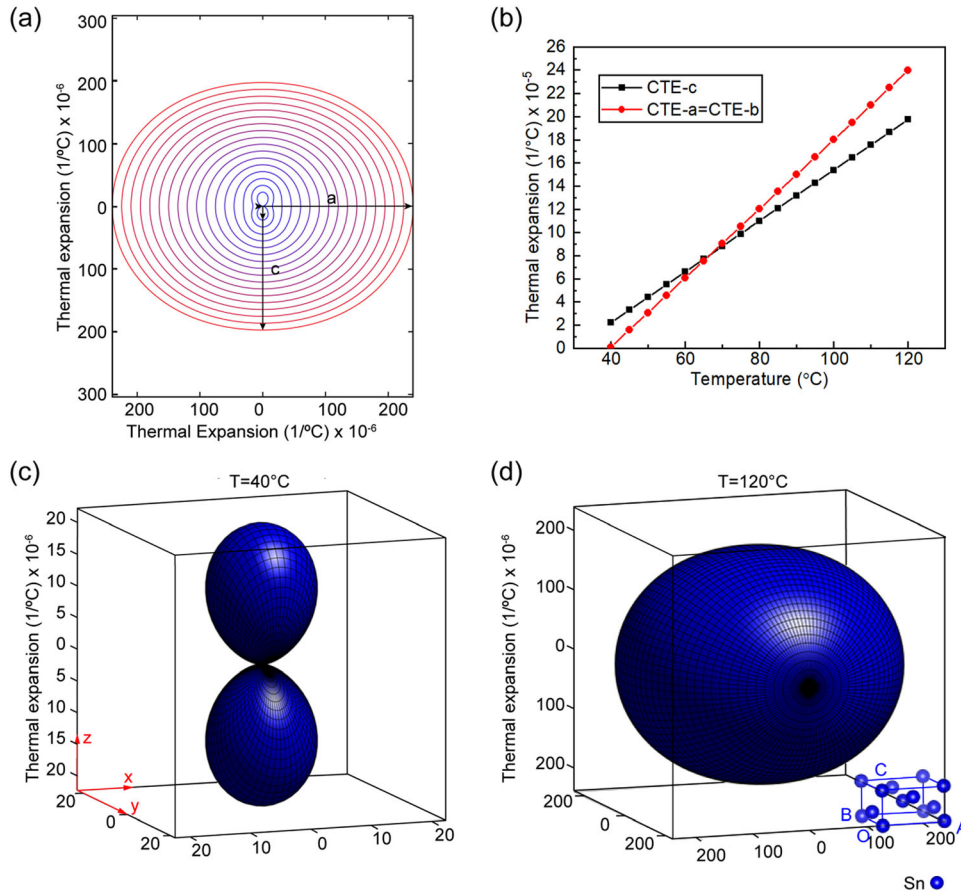 (a)
300
200
100
0
100
200
300
Thermal expansion (1/ºC) x 10⁻⁶
a
c
200
100
0
100
200
Thermal Expansion (1/ºC) x 10⁻⁶
(b)
26
24
22
20
18
16
14
12
10
8
6
4
2
0
Thermal expansion (1/°C) x 10⁻⁵
CTE-c
CTE-a=CTE-b
40
60
80
100
120
Temperature (°C)
(c)
T=40°C
20
15
10
5
0
5
10
15
20
Thermal expansion (1/ºC) x 10⁻⁶
z
x
y
20
0
20
20
10
0
10
20
(d)
T=120°C
200
100
0
100
200
Thermal expansion (1/ºC) x 10⁻⁶
200
0
200
200
100
0
100
200
C
B
O
A
Sn